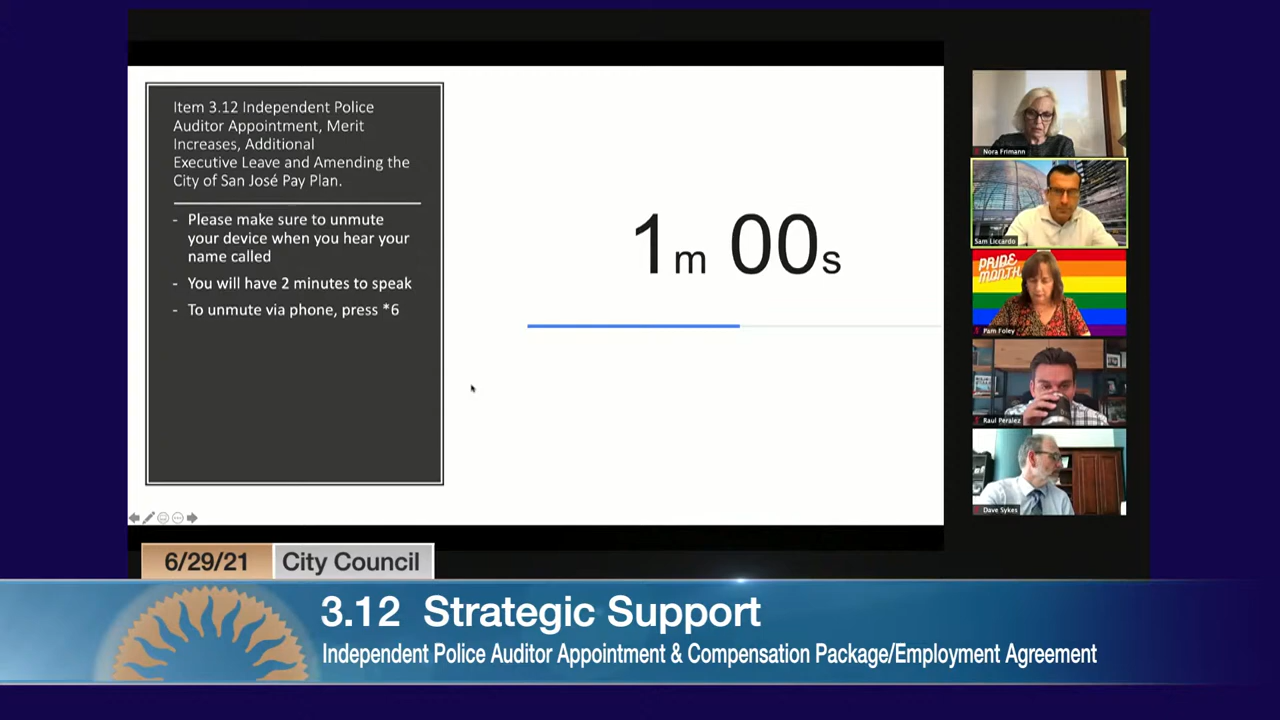 Item 3.12 Independent Police
Auditor Appointment, Merit
Increases, Additional
Executive Leave and Amending the
City of San José Pay Plan.
- Please make sure to unmute
your device when you hear your
name called
- You will have 2 minutes to speak
- To unmute via phone, press *6
1m 00s
Nora Frimann
Sam Liccardo
PRIDE
MONTH
Pam Foley
Raul Peralez
Dave Sykes
6/29/21 City Council
3.12 Strategic Support
Independent Police Auditor Appointment & Compensation Package/Employment Agreement